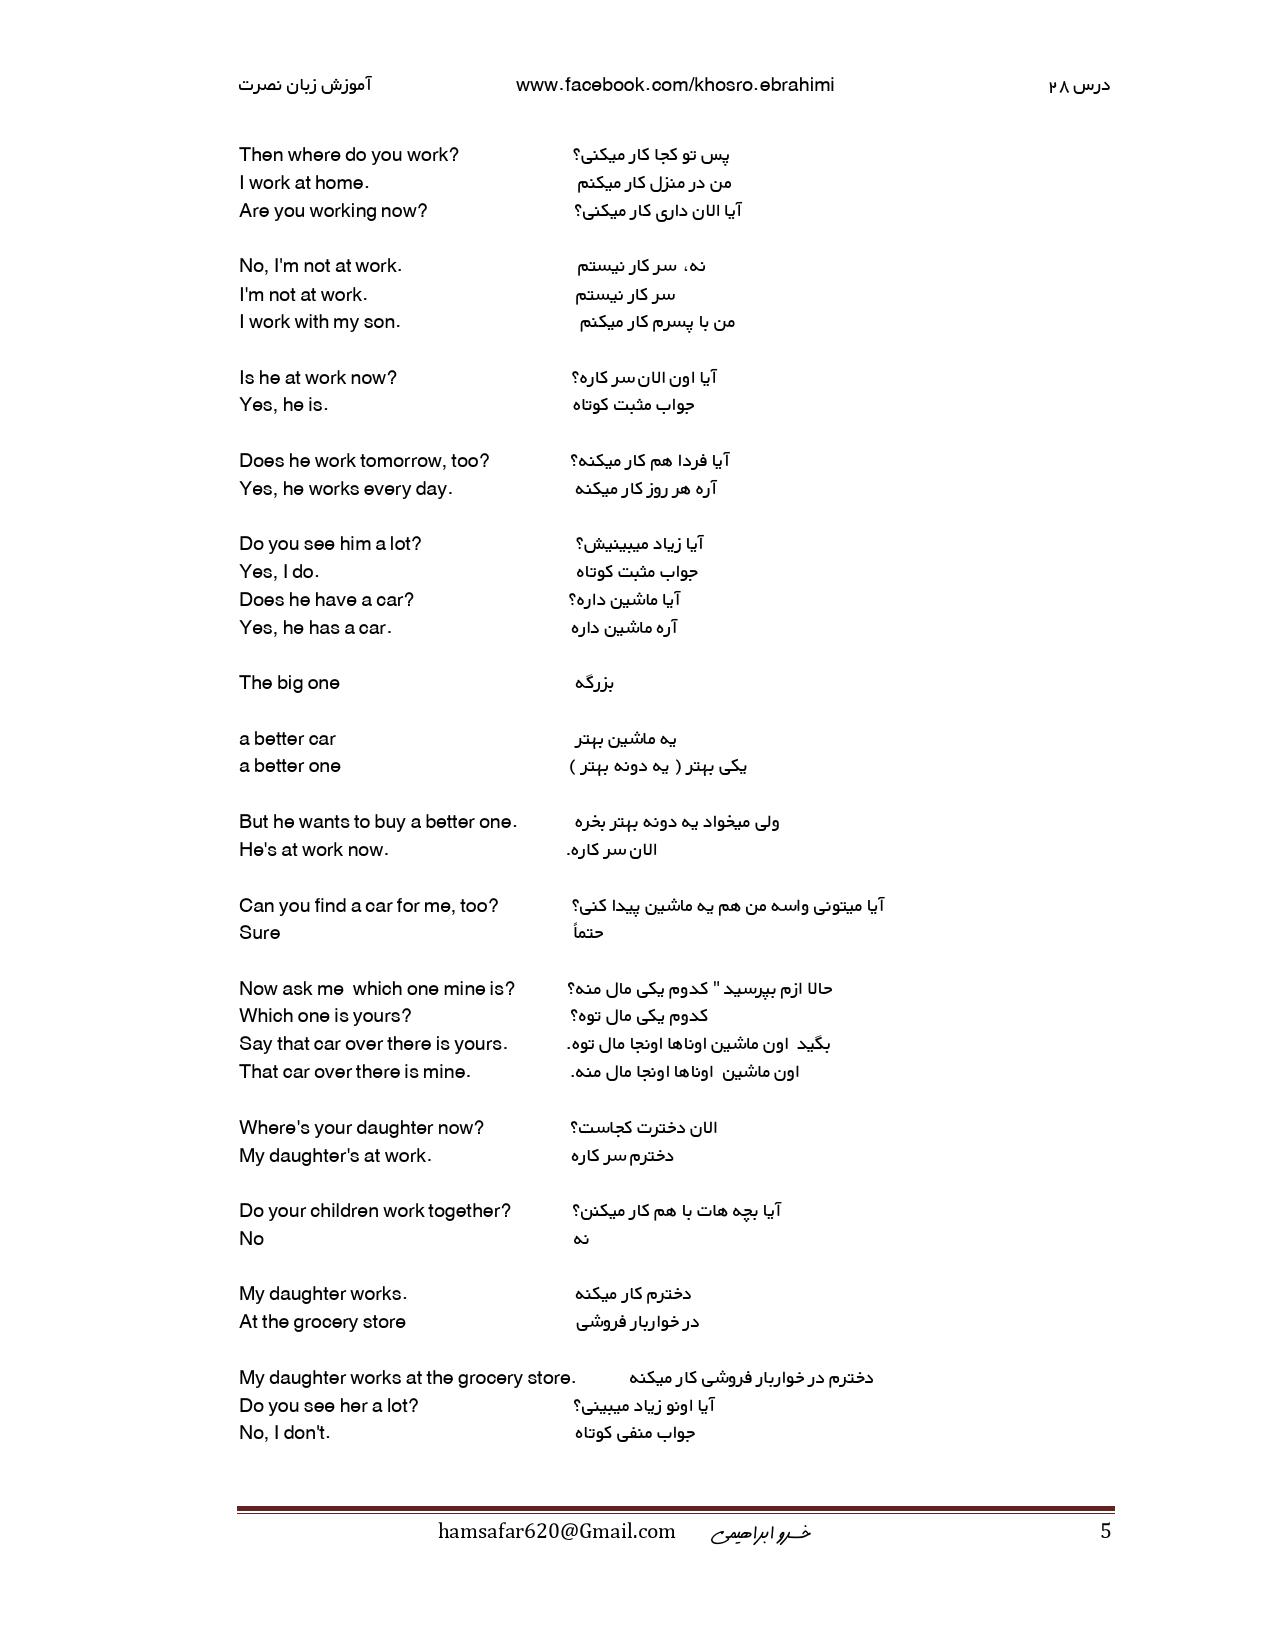 آموزش زبان نصرت www.facebook.com/khosro.ebrahimi درس ۲۸
Then where do you work? پس تو کجا کار میکنی؟
I work at home. من در منزل کار میکنم
Are you working now? آیا الان داری کار میکنی؟
No, I'm not at work. نه، سر کار نیستم
I'm not at work. سر کار نیستم
I work with my son. من با پسرم کار میکنم
Is he at work now? آیا اون الان سر کاره؟
Yes, he is. جواب مثبت کوتاه
Does he work tomorrow, too? آیا فردا هم کار میکنه؟
Yes, he works every day. آره هر روز کار میکنه
Do you see him a lot? آیا زیاد میبینیش؟
Yes, I do. جواب مثبت کوتاه
Does he have a car? آیا ماشین داره؟
Yes, he has a car. آره ماشین داره
The big one بزرگه
a better car یه ماشین بهتر
a better one یکی بهتر ( یه دونه بهتر )
But he wants to buy a better one. ولی میخواد یه دونه بهتر بخره
He's at work now. الان سر کاره.
Can you find a car for me, too? آیا میتونی واسه من هم یه ماشین پیدا کنی؟
Sure حتماً
Now ask me which one mine is? حالا ازم بپرسید " کدوم یکی مال منه؟
Which one is yours? کدوم یکی مال توه؟
Say that car over there is yours. بگید اون ماشین اوناها اونجا مال توه.
That car over there is mine. اون ماشین اوناها اونجا مال منه.
Where's your daughter now? الان دخترت کجاست؟
My daughter's at work. دخترم سر کاره
Do your children work together? آیا بچه هات با هم کار میکنن؟
No نه
My daughter works. دخترم کار میکنه
At the grocery store در خواربار فروشی
My daughter works at the grocery store. دخترم در خواربار فروشی کار میکنه
Do you see her a lot? آیا اونو زیاد میبینی؟
No, I don't. جواب منفی کوتاه
hamsafar620@Gmail.com خسرو ابراهیمی 5